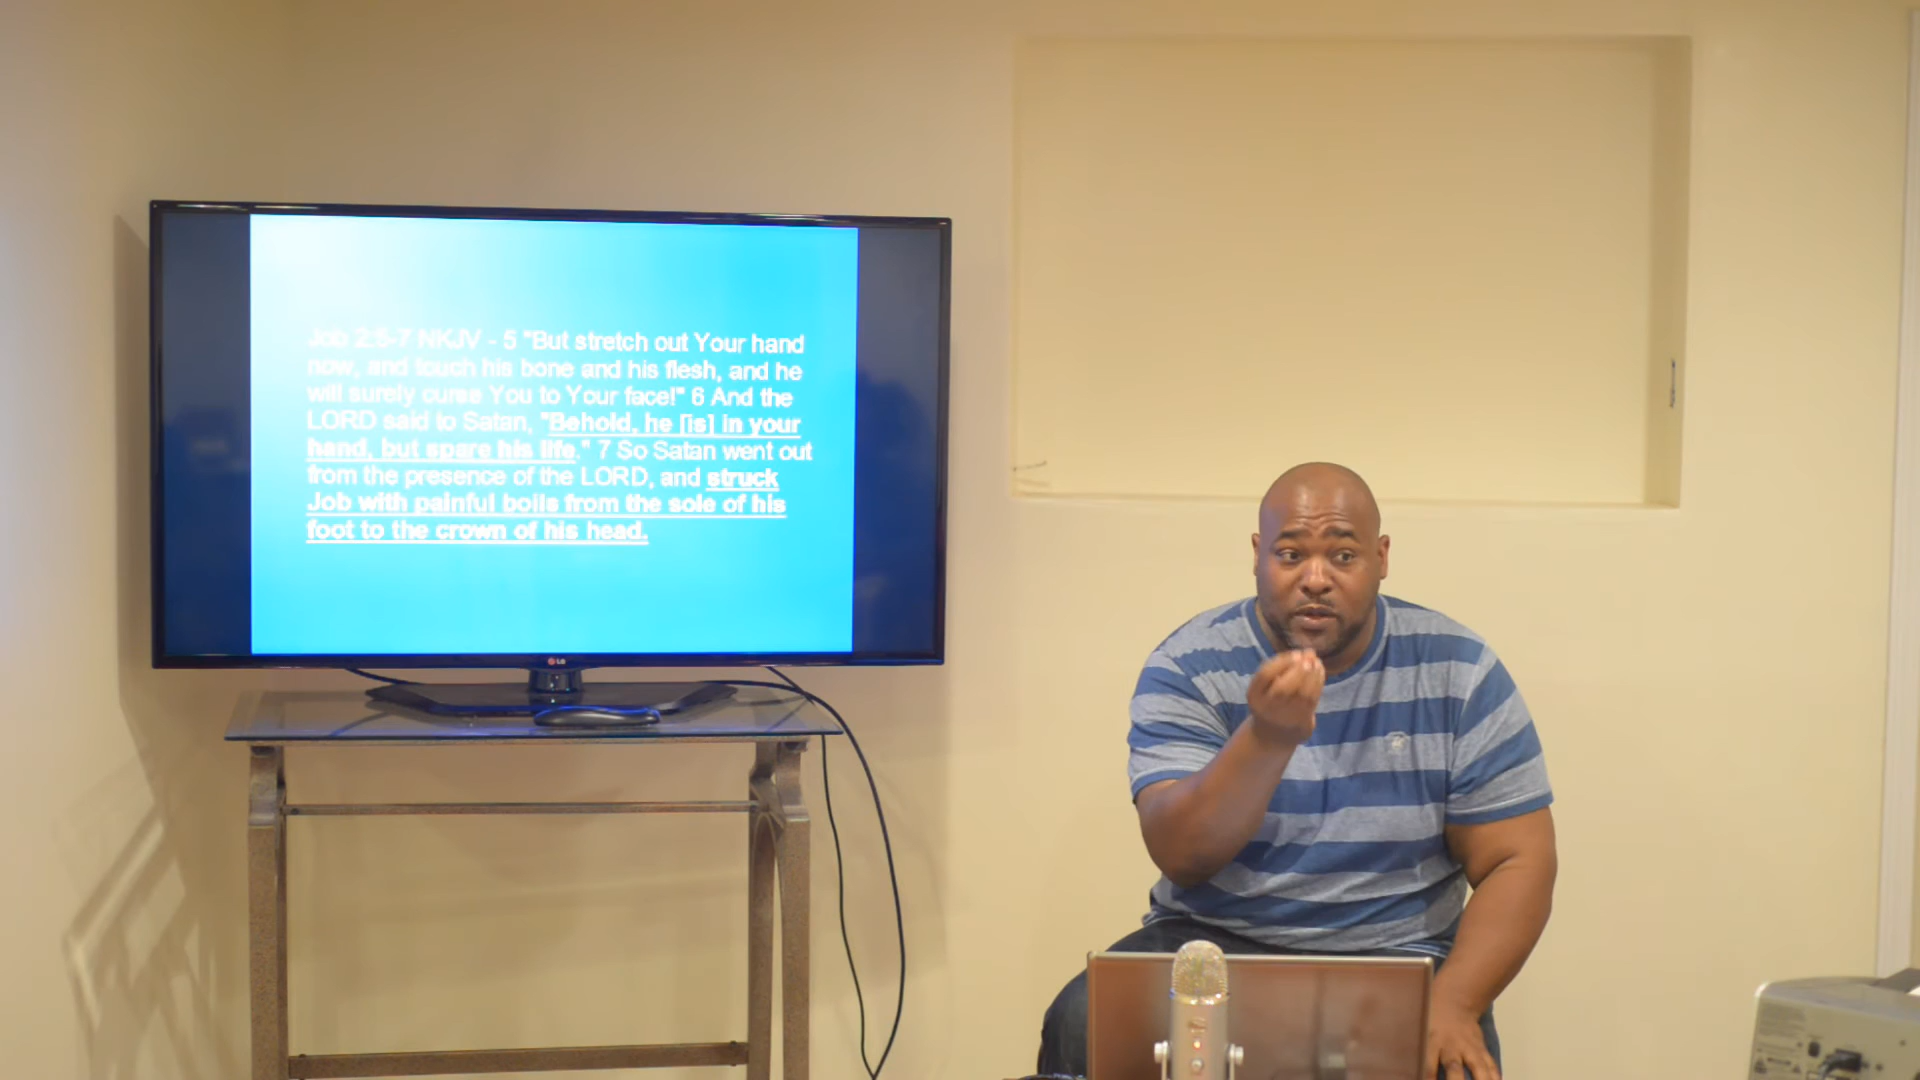 Job 2:5-7 NKJV - 5 "But stretch out Your hand
now, and touch his bone and his flesh, and he
will surely curse You to Your face!" 6 And the
LORD said to Satan, "Behold, he [is] in your
hand, but spare his life." 7 So Satan went out
from the presence of the LORD, and struck
Job with painful boils from the sole of his
foot to the crown of his head.
LG